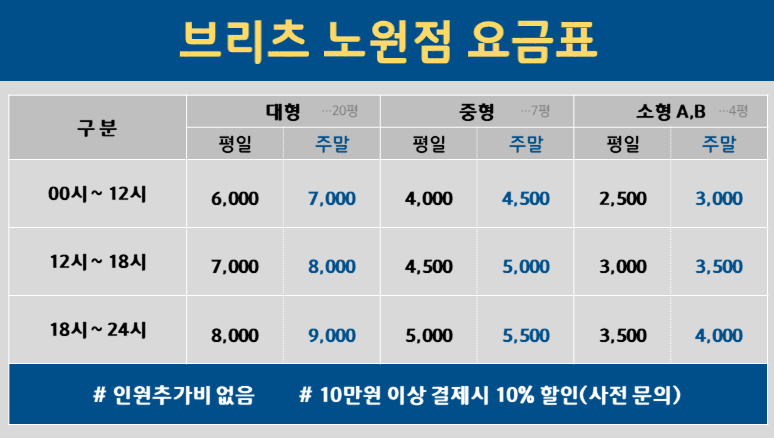 브리츠 노원점 요금표
구 분 대형 …20평 중형 …7평 소형 A,B …4평
평일 주말 평일 주말 평일 주말
00시 ~ 12시 6,000 7,000 4,000 4,500 2,500 3,000
12시 ~ 18시 7,000 8,000 4,500 5,000 3,000 3,500
18시 ~ 24시 8,000 9,000 5,000 5,500 3,500 4,000
# 인원추가비 없음 # 10만원 이상 결제시 10% 할인(사전 문의)